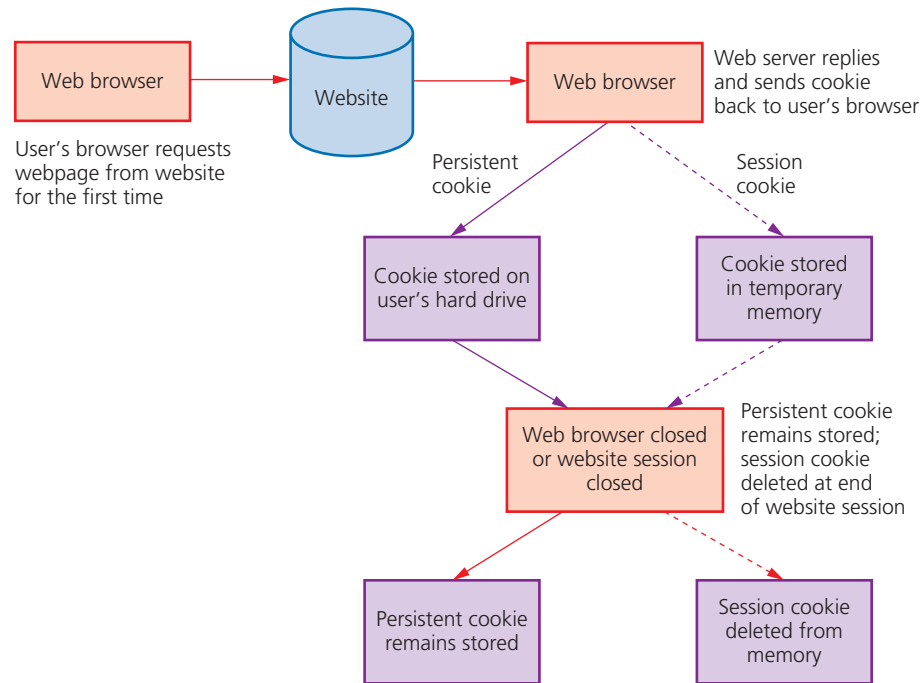 Web browser
Website
Web browser
Web server replies
and sends cookie
back to user's browser
User's browser requests
webpage from website
for the first time
Persistent
cookie
Session
cookie
Cookie stored on
user's hard drive
Cookie stored
in temporary
memory
Web browser closed
or website session
closed
Persistent cookie
remains stored;
session cookie
deleted at end
of website session
Persistent cookie
remains stored
Session cookie
deleted from
memory